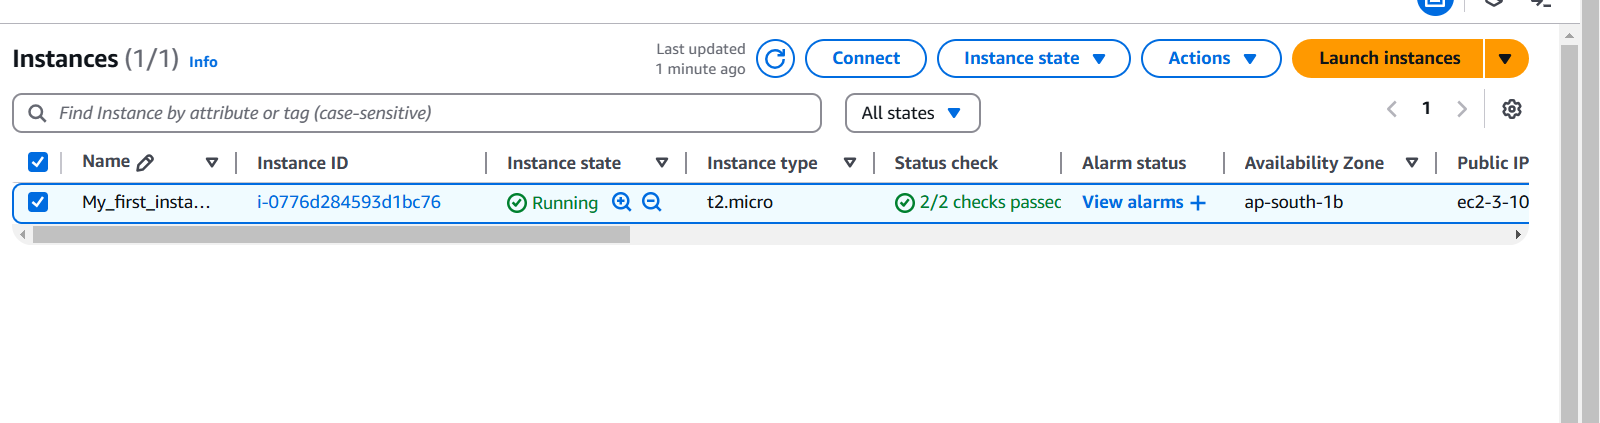 Instances (1/1) Info
Last updated
1 minute ago
Connect
Instance state
Actions
Launch instances
Find Instance by attribute or tag (case-sensitive)
All states
1
Name Instance ID Instance state Instance type Status check Alarm status Availability Zone Public IP
My_first_insta... i-0776d284593d1bc76 Running t2.micro 2/2 checks passec View alarms + ap-south-1b ec2-3-10